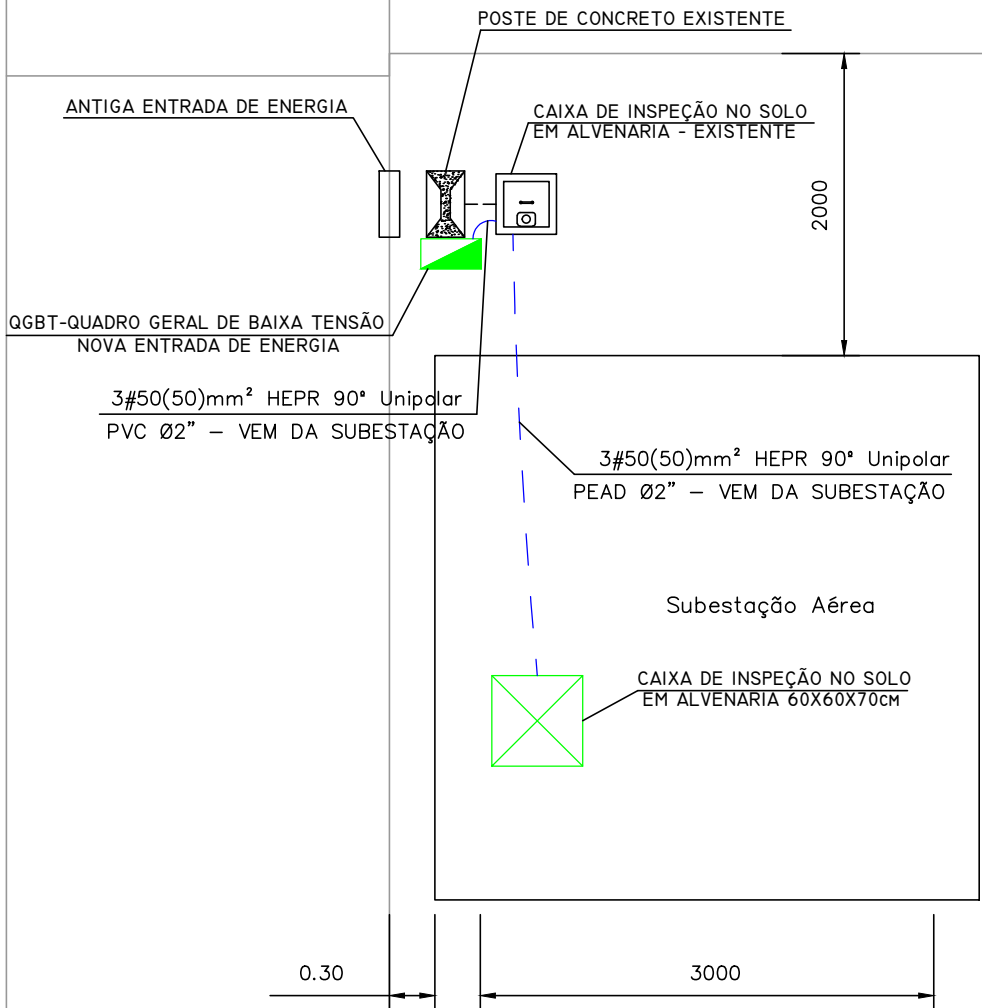 POSTE DE CONCRETO EXISTENTE
ANTIGA ENTRADA DE ENERGIA
CAIXA DE INSPEÇÃO NO SOLO
EM ALVENARIA - EXISTENTE
2000
QGBT-QUADRO GERAL DE BAIXA TENSÃO
NOVA ENTRADA DE ENERGIA
3#50(50)mm² HEPR 90° Unipolar
PVC Ø2" - VEM DA SUBESTAÇÃO
3#50(50)mm² HEPR 90° Unipolar
PEAD Ø2" - VEM DA SUBESTAÇÃO
Subestação Aérea
CAIXA DE INSPEÇÃO NO SOLO
EM ALVENARIA 60X60X70CM
0.30
3000